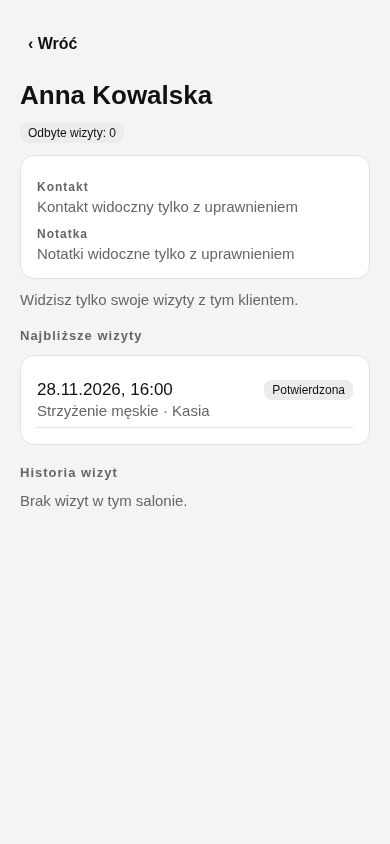 ‹ Wróć
Anna Kowalska
Odbyte wizyty: 0
Kontakt
Kontakt widoczny tylko z uprawnieniem
Notatka
Notatki widoczne tylko z uprawnieniem
Widzisz tylko swoje wizyty z tym klientem.
Najbliższe wizyty
28.11.2026, 16:00
Potwierdzona
Strzyżenie męskie · Kasia
Historia wizyt
Brak wizyt w tym salonie.